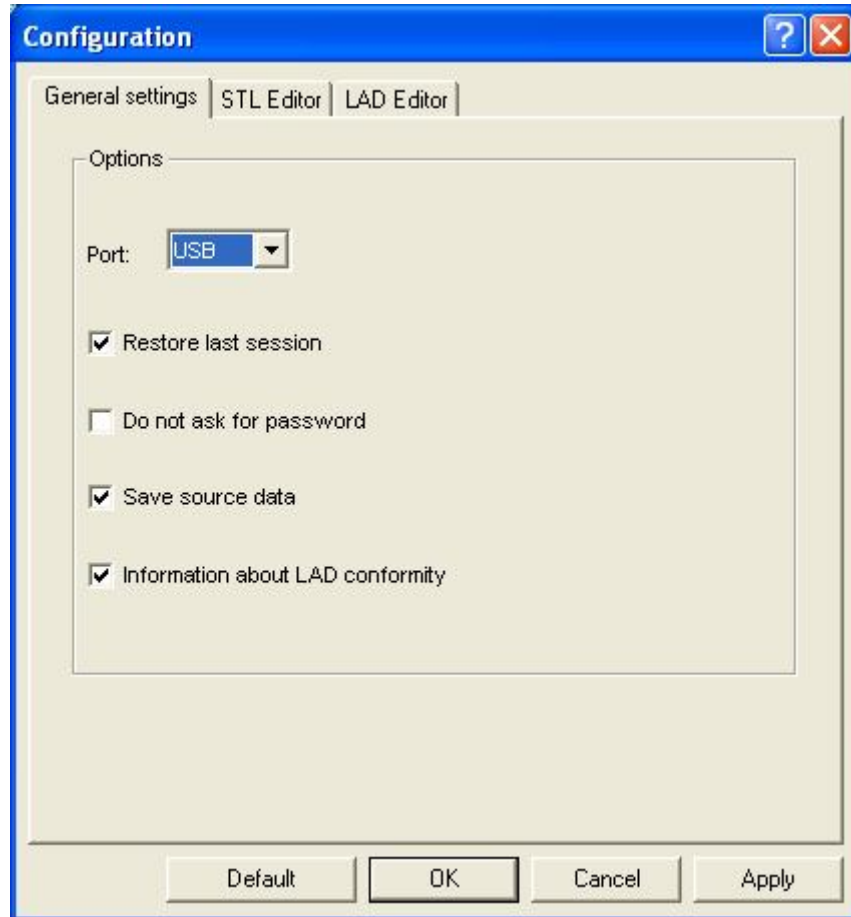 Configuration
General settings STL Editor LAD Editor
Options
Port: USB
Restore last session
Do not ask for password
Save source data
Information about LAD conformity
Default OK Cancel Apply